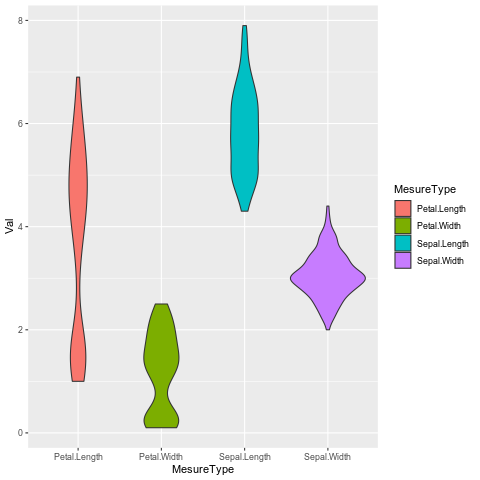 8
6
4
2
0
Val
Petal.Length Petal.Width Sepal.Length Sepal.Width
MesureType
MesureType
Petal.Length
Petal.Width
Sepal.Length
Sepal.Width